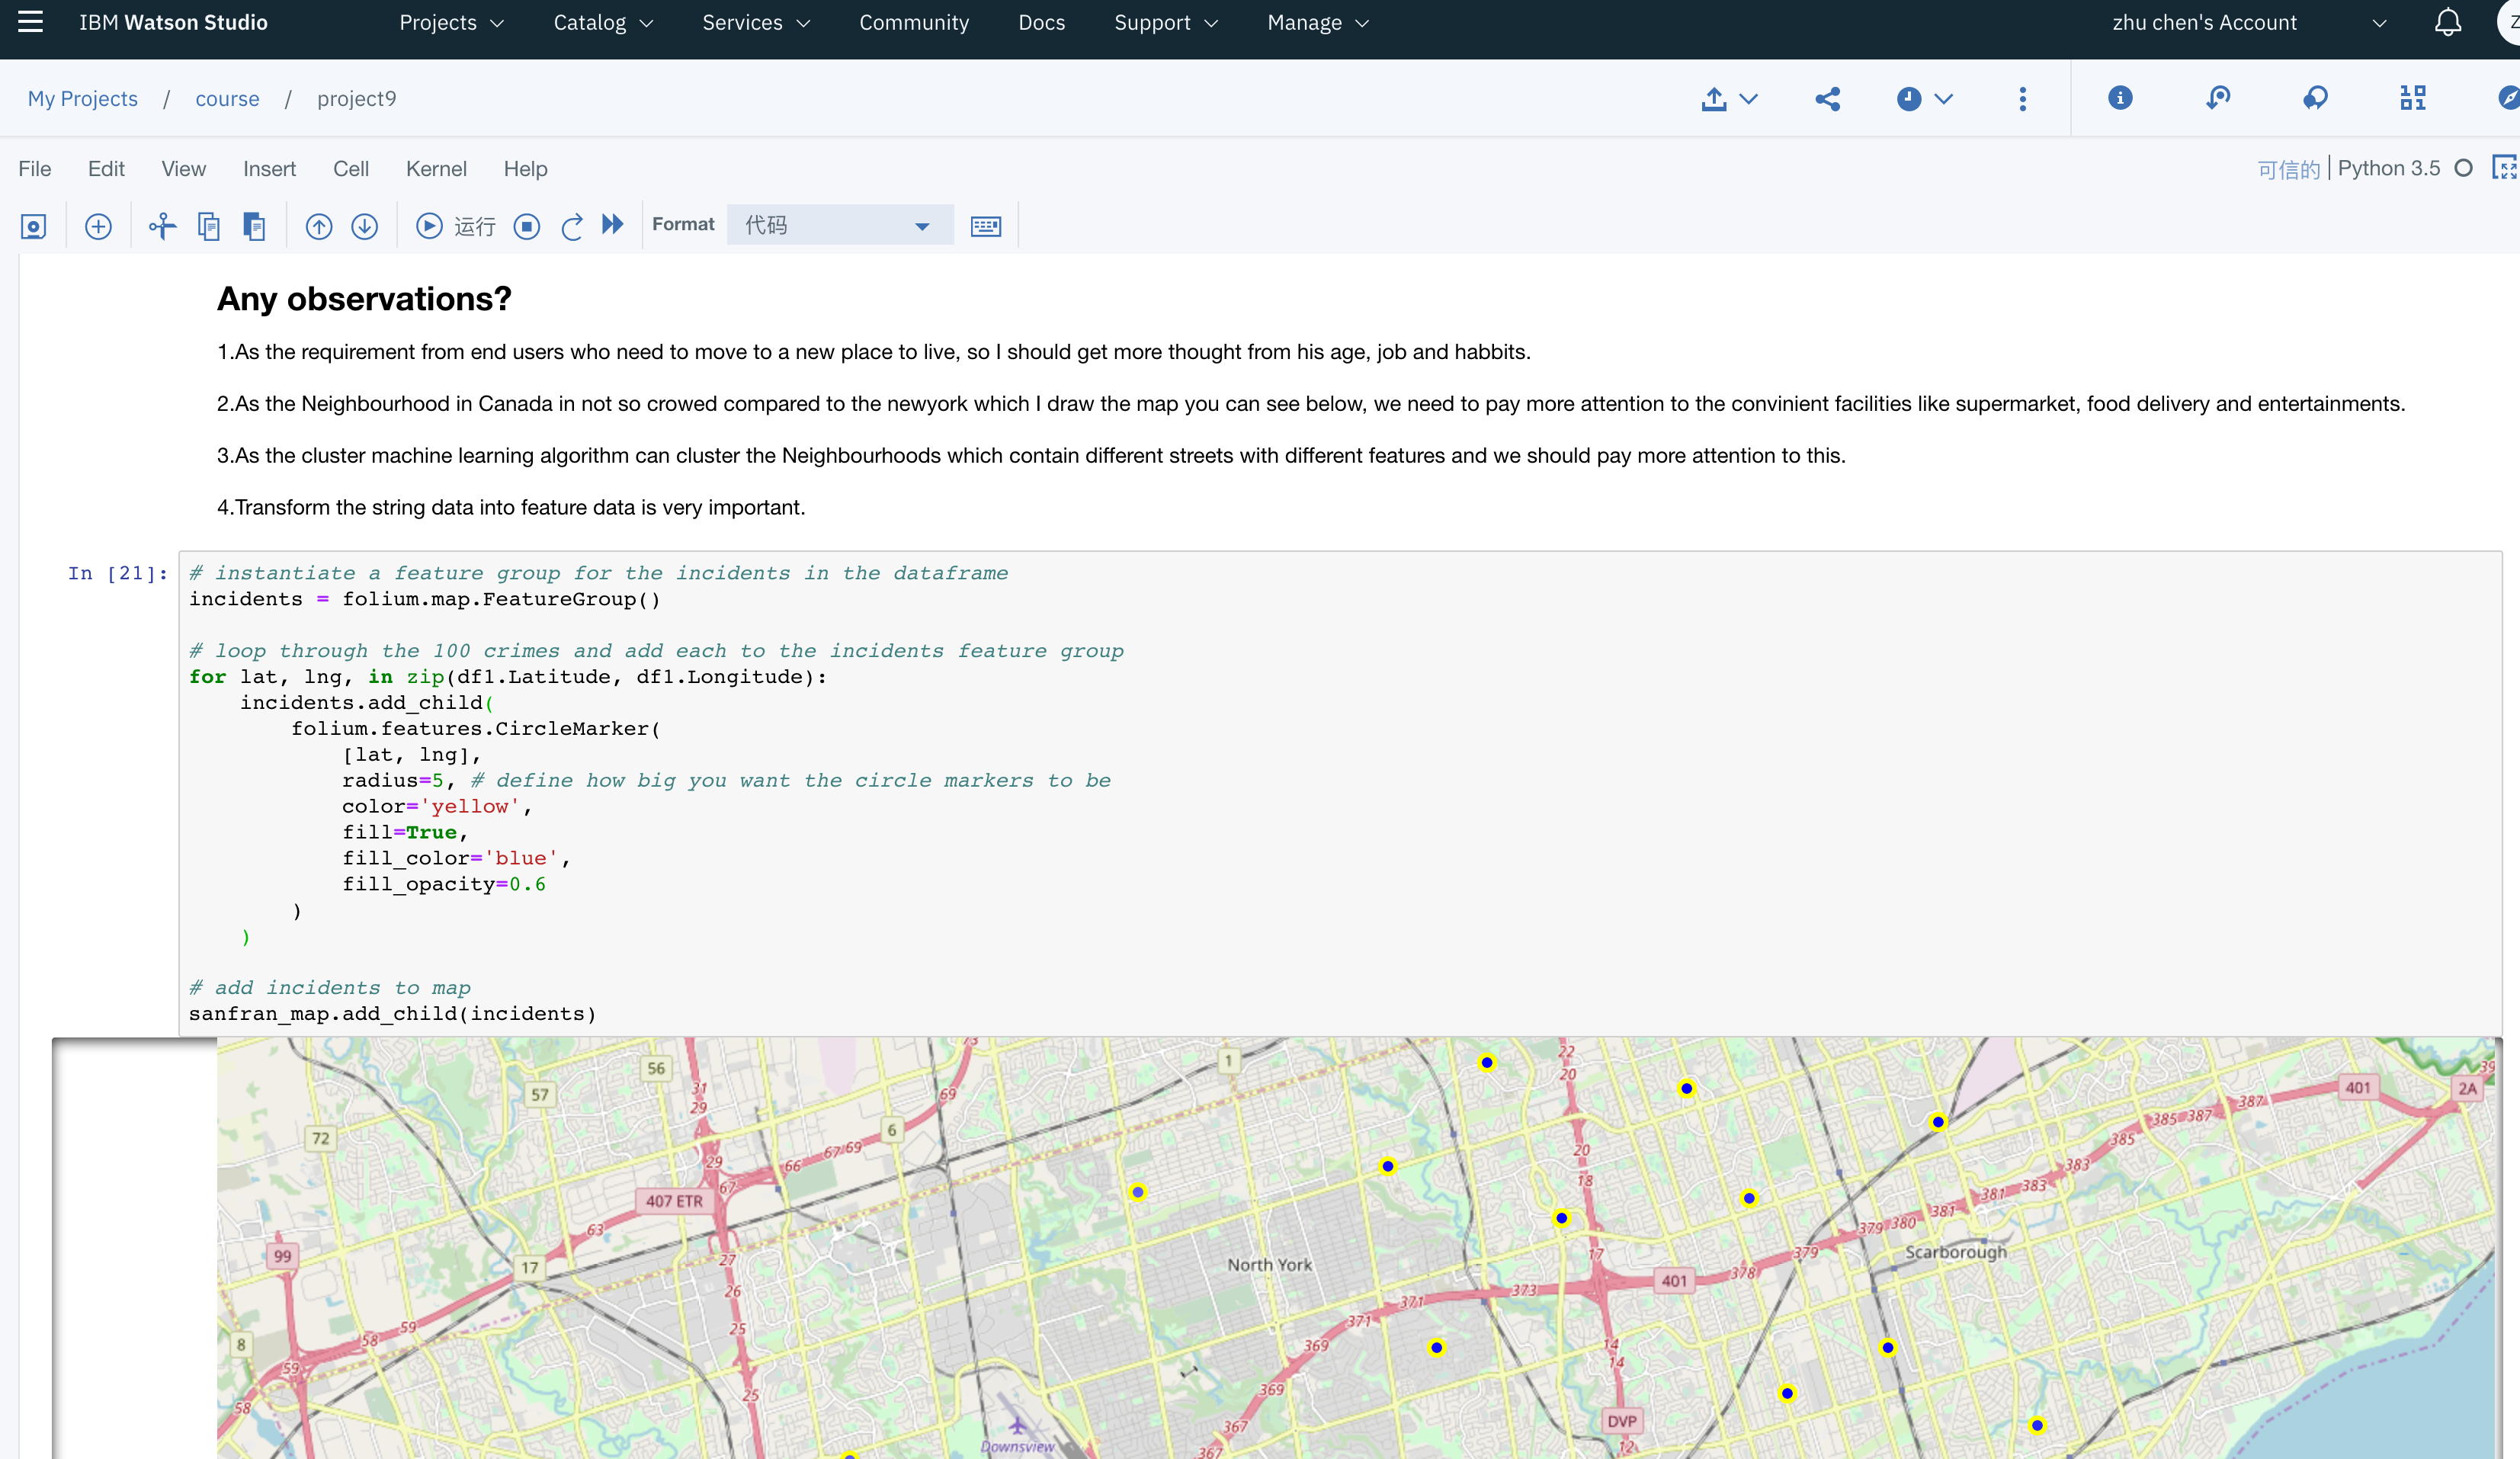 IBM Watson Studio Projects Catalog Services Community Docs Support Manage zhu chen's Account
My Projects / course / project9
File Edit View Insert Cell Kernel Help 可信的 | Python 3.5
运行 Format 代码
Any observations?
1.As the requirement from end users who need to move to a new place to live, so I should get more thought from his age, job and habbits.
2.As the Neighbourhood in Canada in not so crowed compared to the newyork which I draw the map you can see below, we need to pay more attention to the convinient facilities like supermarket, food delivery and entertainments.
3.As the cluster machine learning algorithm can cluster the Neighbourhoods which contain different streets with different features and we should pay more attention to this.
4.Transform the string data into feature data is very important.
In [21]:
# instantiate a feature group for the incidents in the dataframe
incidents = folium.map.FeatureGroup()
# loop through the 100 crimes and add each to the incidents feature group
for lat, lng, in zip(df1.Latitude, df1.Longitude):
    incidents.add_child(
        folium.features.CircleMarker(
            [lat, lng],
            radius=5, # define how big you want the circle markers to be
            color='yellow',
            fill=True,
            fill_color='blue',
            fill_opacity=0.6
        )
    )
# add incidents to map
sanfran_map.add_child(incidents)
73 1 22
56 20
57 31 29 69 401 2A 39
72 6 385 387 387
29 66 67 69 20 385
67 18 383
407 ETR 63 381 383
99 27 17 379 380 381
17 North York 379 Scarborough
26 373 401 378
59 25 371 371
8 58 369 14
59 14
25 369
58 367 DVP
Downsview 367 12